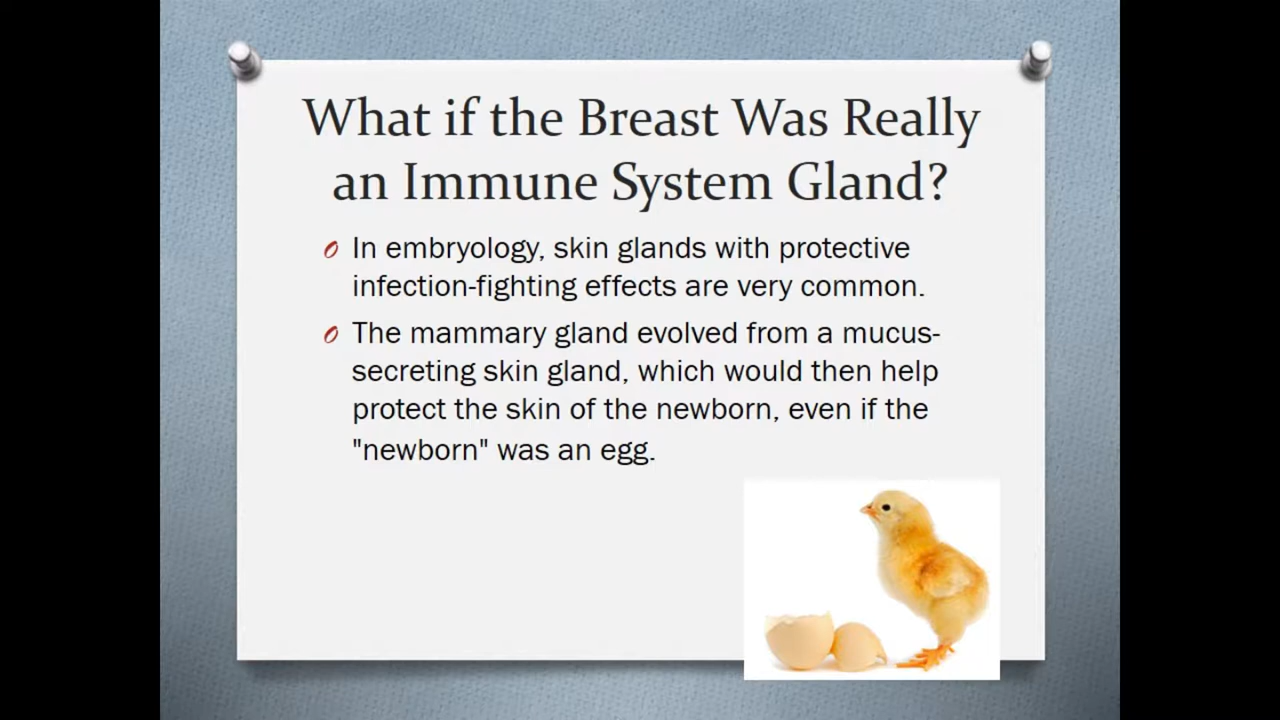 What if the Breast Was Really
an Immune System Gland?
In embryology, skin glands with protective
infection-fighting effects are very common.
The mammary gland evolved from a mucus-
secreting skin gland, which would then help
protect the skin of the newborn, even if the
"newborn" was an egg.